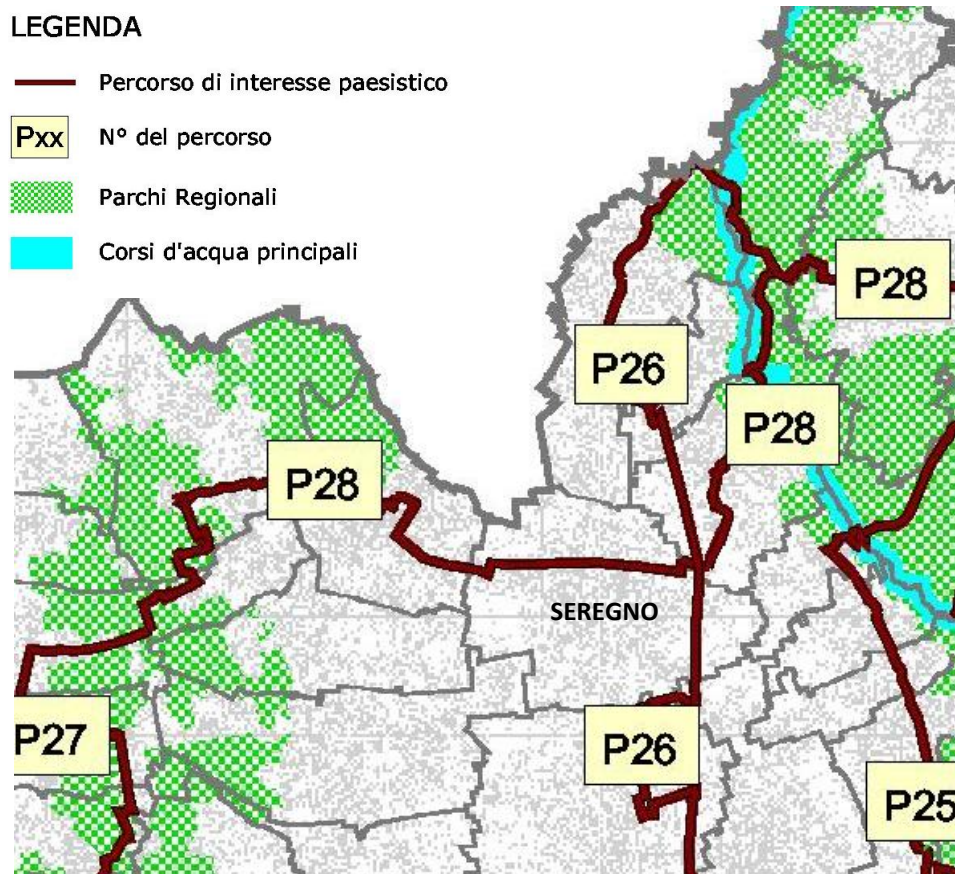 LEGENDA
Percorso di interesse paesistico
Pxx N° del percorso
Parchi Regionali
Corsi d'acqua principali
P28
P26
P28
P28
SEREGNO
P27
P26
P25